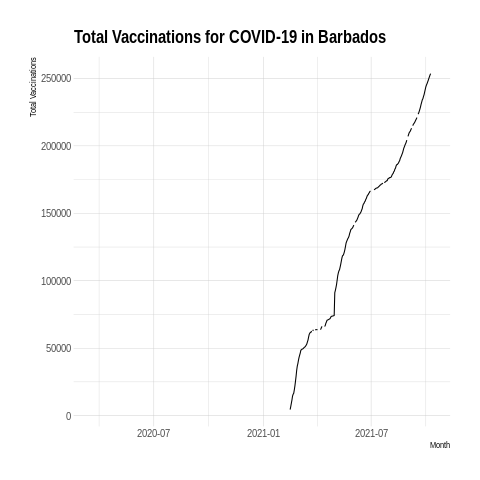 Total Vaccinations for COVID-19 in Barbados
Total Vaccinations
250000
200000
150000
100000
50000
0
2020-07 2021-01 2021-07
Month